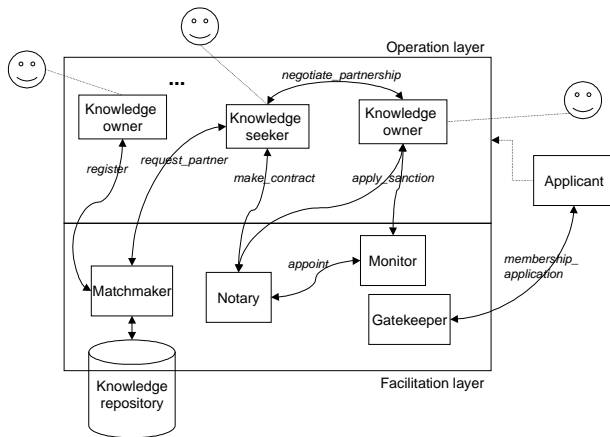 Operation layer
...
negotiate_partnership
Knowledge
owner
Knowledge
seeker
Knowledge
owner
register
request_partner
make_contract
apply_sanction
Applicant
Matchmaker
Notary
appoint
Monitor
membership_
application
Gatekeeper
Knowledge
repository
Facilitation layer